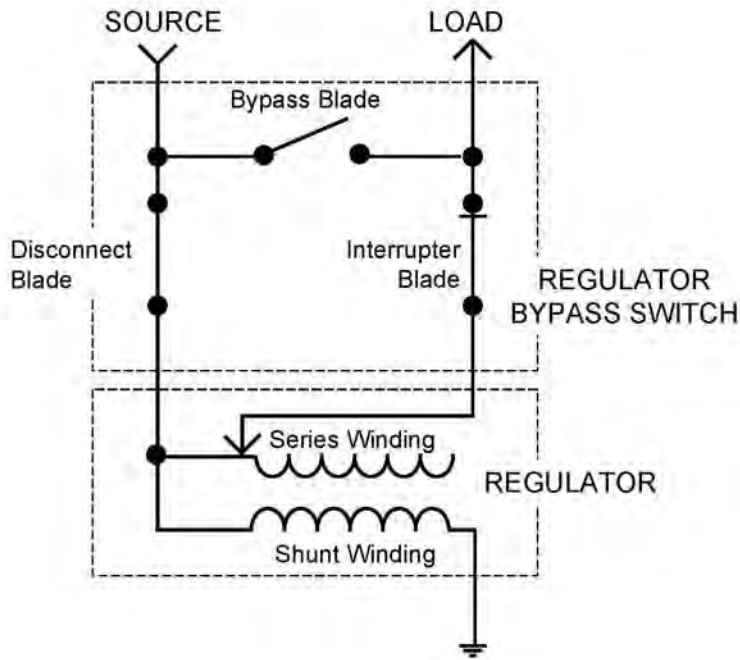 SOURCE
LOAD
Bypass Blade
Disconnect
Blade
Interrupter
Blade
REGULATOR
BYPASS SWITCH
Series Winding
REGULATOR
Shunt Winding